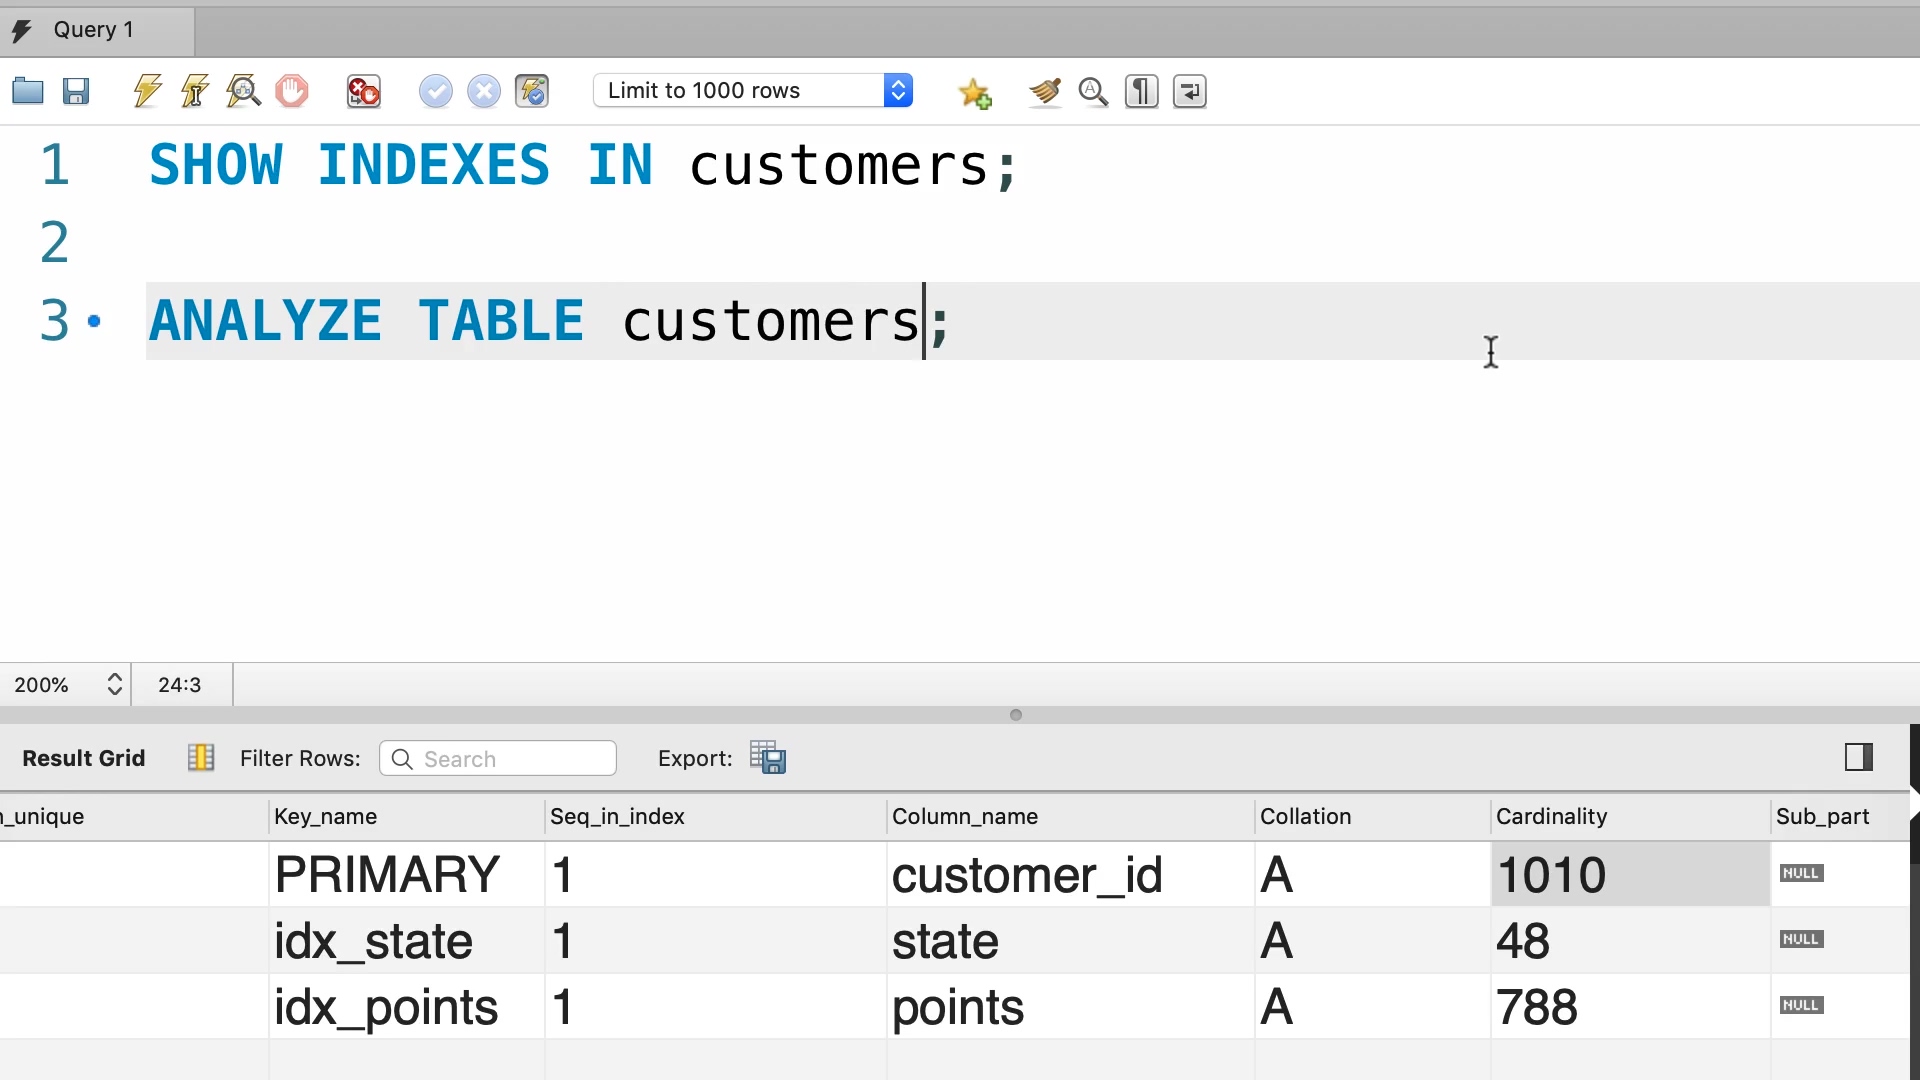 Query 1
Limit to 1000 rows
1 SHOW INDEXES IN customers;
2
3 ANALYZE TABLE customers;
200% 24:3
Result Grid Filter Rows: Search Export:
_unique Key_name Seq_in_index Column_name Collation Cardinality Sub_part
PRIMARY 1 customer_id A 1010 NULL
idx_state 1 state A 48 NULL
idx_points 1 points A 788 NULL